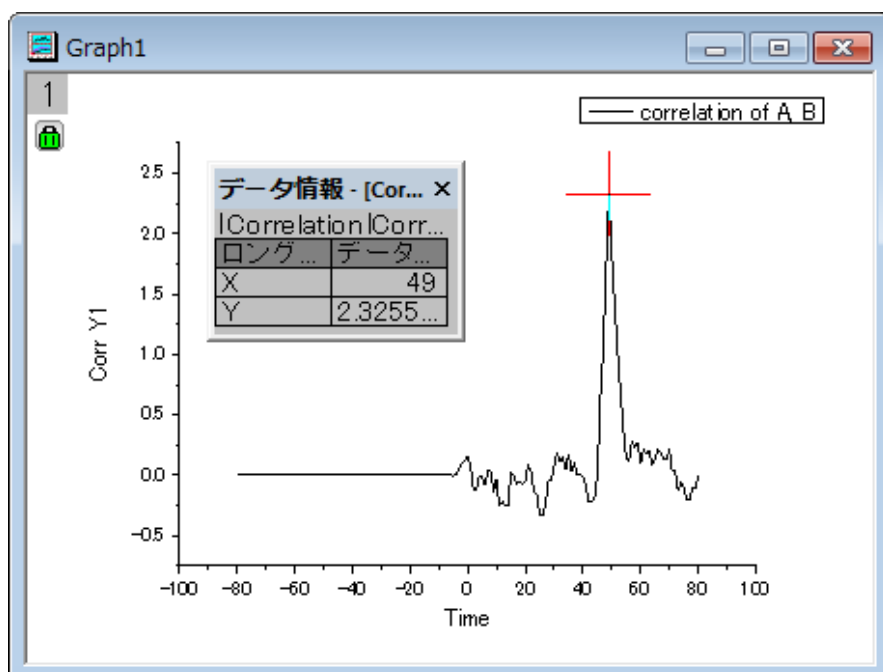 Graph1
1
correlation of A, B
データ情報 - [Cor... ×
|Correlation|Corr...
ロング... データ...
X 49
Y 2.3255...
2.5
2.0
1.5
1.0
0.5
0.0
-0.5
Corr Y1
-100 -80 -60 -40 -20 0 20 40 60 80 100
Time